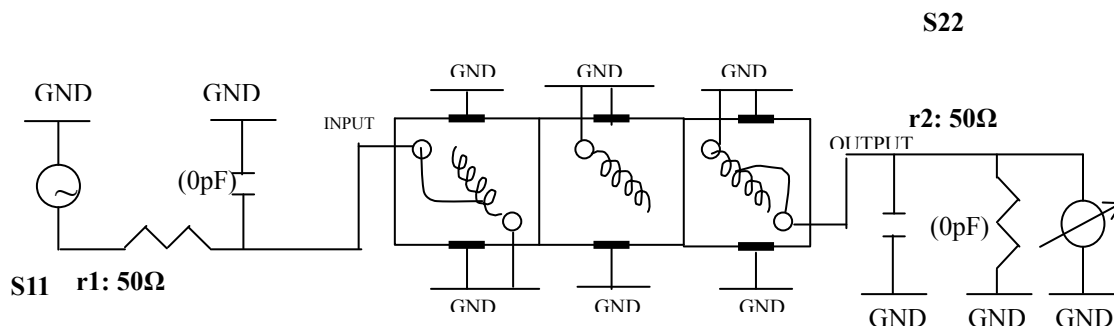 S22
GND
GND
GND
GND
GND
INPUT
r2: 50Ω
OUTPUT
(0pF)
(0pF)
S11
r1: 50Ω
GND
GND
GND
GND
GND
GND